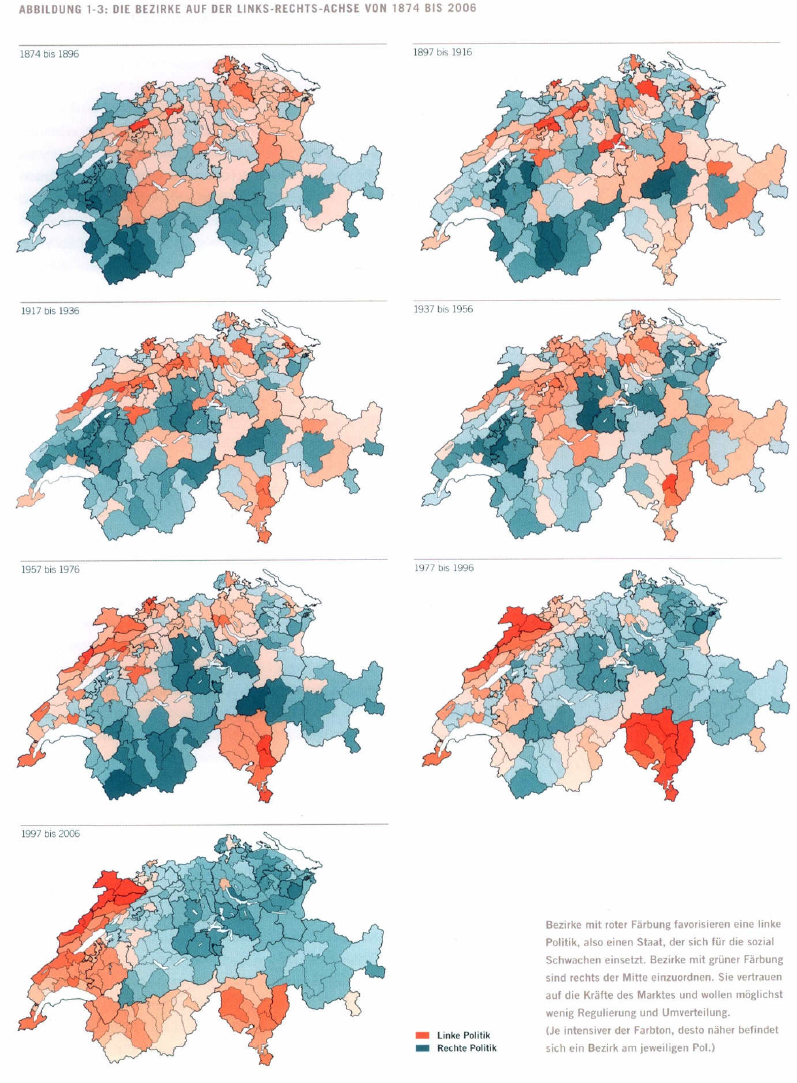 ABBILDUNG 1-3: DIE BEZIRKE AUF DER LINKS-RECHTS-ACHSE VON 1874 BIS 2006
1874 bis 1896
1897 bis 1916
1917 bis 1936
1937 bis 1956
1957 bis 1976
1977 bis 1996
1997 bis 2006
Bezirke mit roter Färbung favorisieren eine linke
Politik, also einen Staat, der sich für die sozial
Schwachen einsetzt. Bezirke mit grüner Färbung
sind rechts der Mitte einzuordnen. Sie vertrauen
auf die Kräfte des Marktes und wollen möglichst
wenig Regulierung und Umverteilung.
(Je intensiver der Farbton, desto näher befindet
sich ein Bezirk am jeweiligen Pol.)
Linke Politik
Rechte Politik